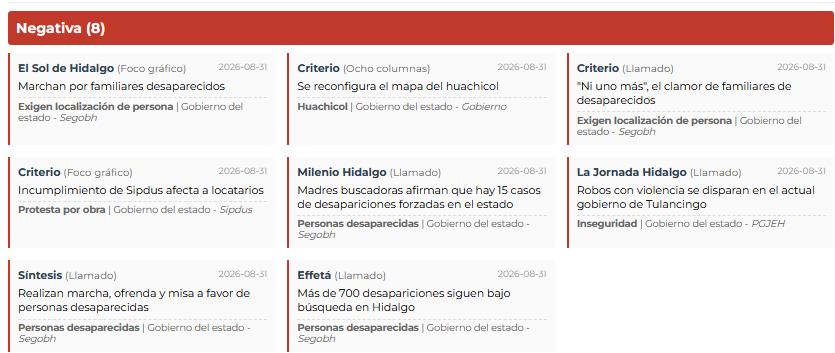 Negativa (8)
El Sol de Hidalgo (Foco gráfico) 2026-08-31
Marchan por familiares desaparecidos
Exigen localización de persona | Gobierno del
estado - Segobh
Criterio (Ocho columnas) 2026-08-31
Se reconfigura el mapa del huachicol
Huachicol | Gobierno del estado - Gobierno
Criterio (Llamado) 2026-08-31
"Ni uno más", el clamor de familiares de
desaparecidos
Exigen localización de persona | Gobierno del
estado - Segobh
Criterio (Foco gráfico) 2026-08-31
Incumplimiento de Sipdus afecta a locatarios
Protesta por obra | Gobierno del estado - Sipdus
Milenio Hidalgo (Llamado) 2026-08-31
Madres buscadoras afirman que hay 15 casos
de desapariciones forzadas en el estado
Personas desaparecidas | Gobierno del estado -
Segobh
La Jornada Hidalgo (Llamado) 2026-08-31
Robos con violencia se disparan en el actual
gobierno de Tulancingo
Inseguridad | Gobierno del estado - PGJEH
Síntesis (Llamado) 2026-08-31
Realizan marcha, ofrenda y misa a favor de
personas desaparecidas
Personas desaparecidas | Gobierno del estado -
Segobh
Effetá (Llamado) 2026-08-31
Más de 700 desapariciones siguen bajo
búsqueda en Hidalgo
Personas desaparecidas | Gobierno del estado -
Segobh